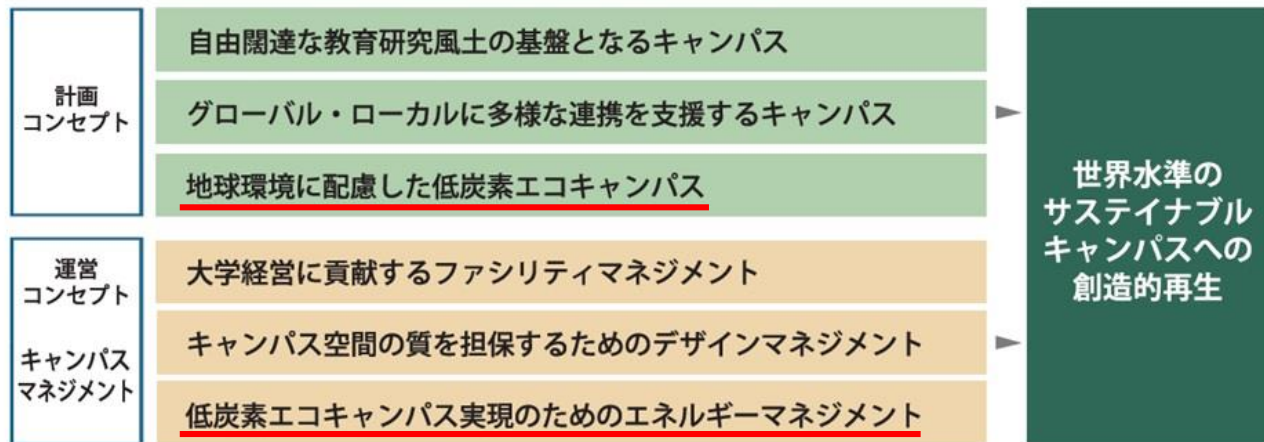 計画
コンセプト
自由闊達な教育研究風土の基盤となるキャンパス
グローバル・ローカルに多様な連携を支援するキャンパス
地球環境に配慮した低炭素エコキャンパス
運営
コンセプト
キャンパス
マネジメント
大学経営に貢献するファシリティマネジメント
キャンパス空間の質を担保するためのデザインマネジメント
低炭素エコキャンパス実現のためのエネルギーマネジメント
世界水準の
サステイナブル
キャンパスへの
創造的再生